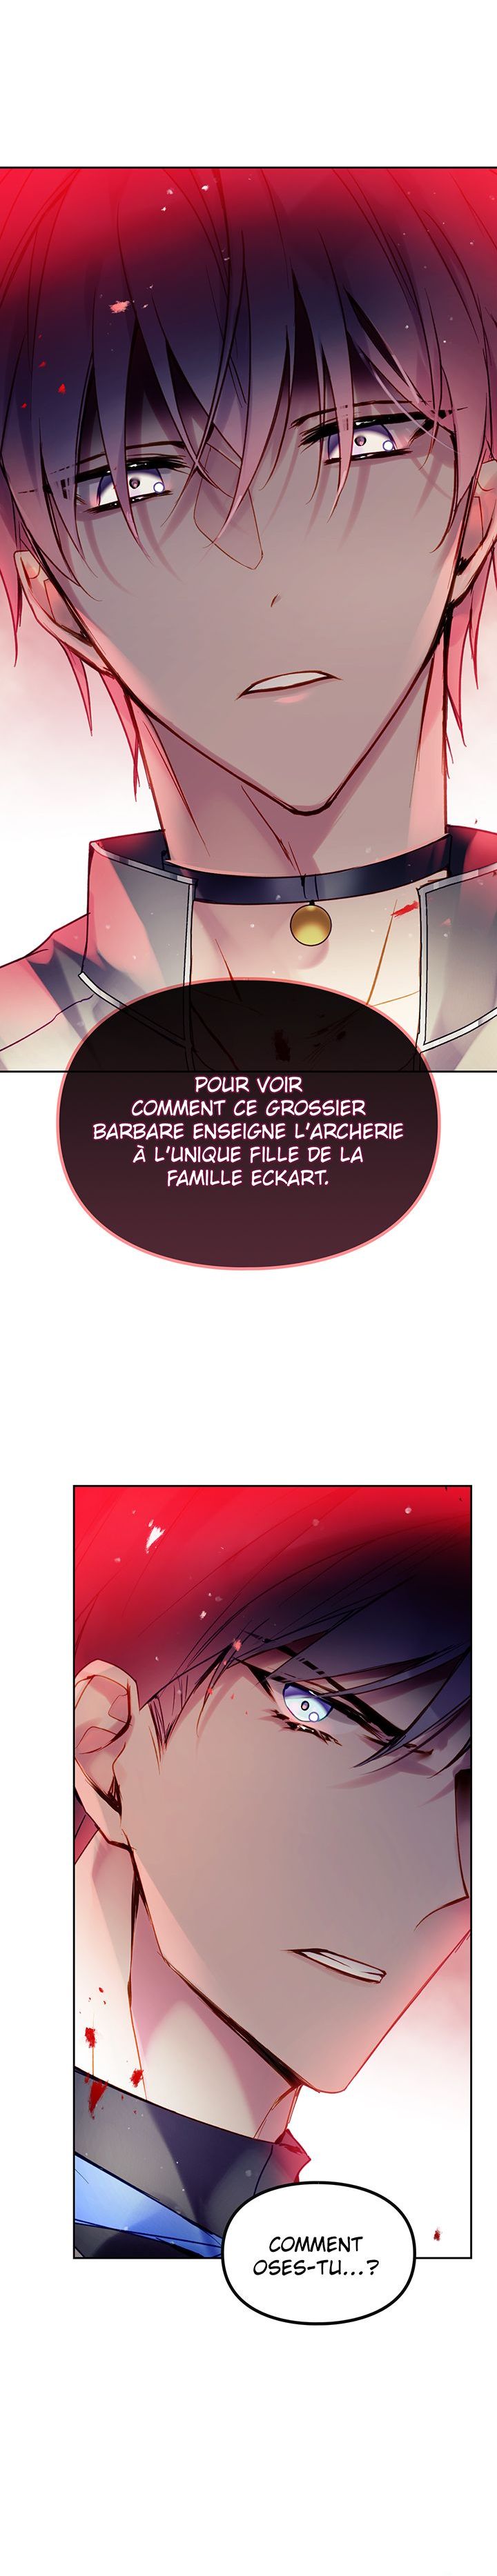 POUR VOIR
COMMENT CE GROSSIER
BARBARE ENSEIGNE L'ARCHERIE
À L'UNIQUE FILLE DE LA
FAMILLE ECKART.
COMMENT
OSES-TU...?